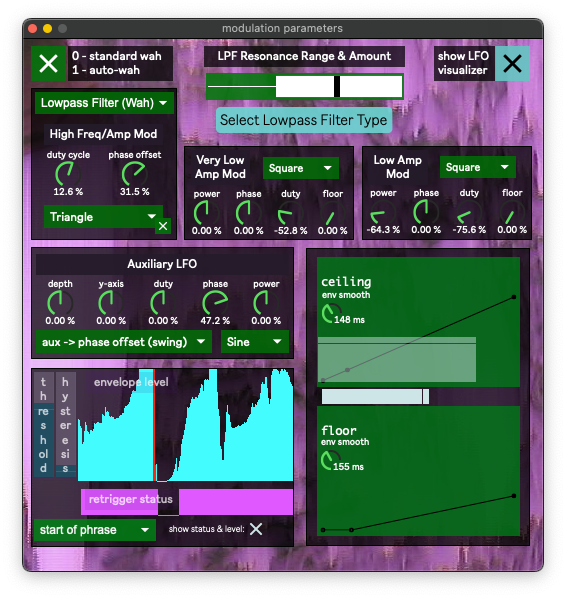 modulation parameters
0 - standard wah
1 - auto-wah
LPF Resonance Range & Amount
show LFO
visualizer
Lowpass Filter (Wah)
Select Lowpass Filter Type
High Freq/Amp Mod
duty cycle
phase offset
12.6 %
31.5 %
Triangle
Very Low
Amp Mod
Square
power
phase
duty
floor
0.00 %
0.00 %
-52.8 %
0.00 %
Low Amp
Mod
Square
power
phase
duty
floor
-64.3 %
0.00 %
-75.6 %
0.00 %
Auxiliary LFO
depth
y-axis
duty
phase
power
0.00 %
0.00 %
0.00 %
47.2 %
0.00 %
aux -> phase offset (swing)
Sine
ceiling
env smooth
148 ms
threshold
hysteresis
envelope level
retrigger status
start of phrase
show status & level:
floor
env smooth
155 ms